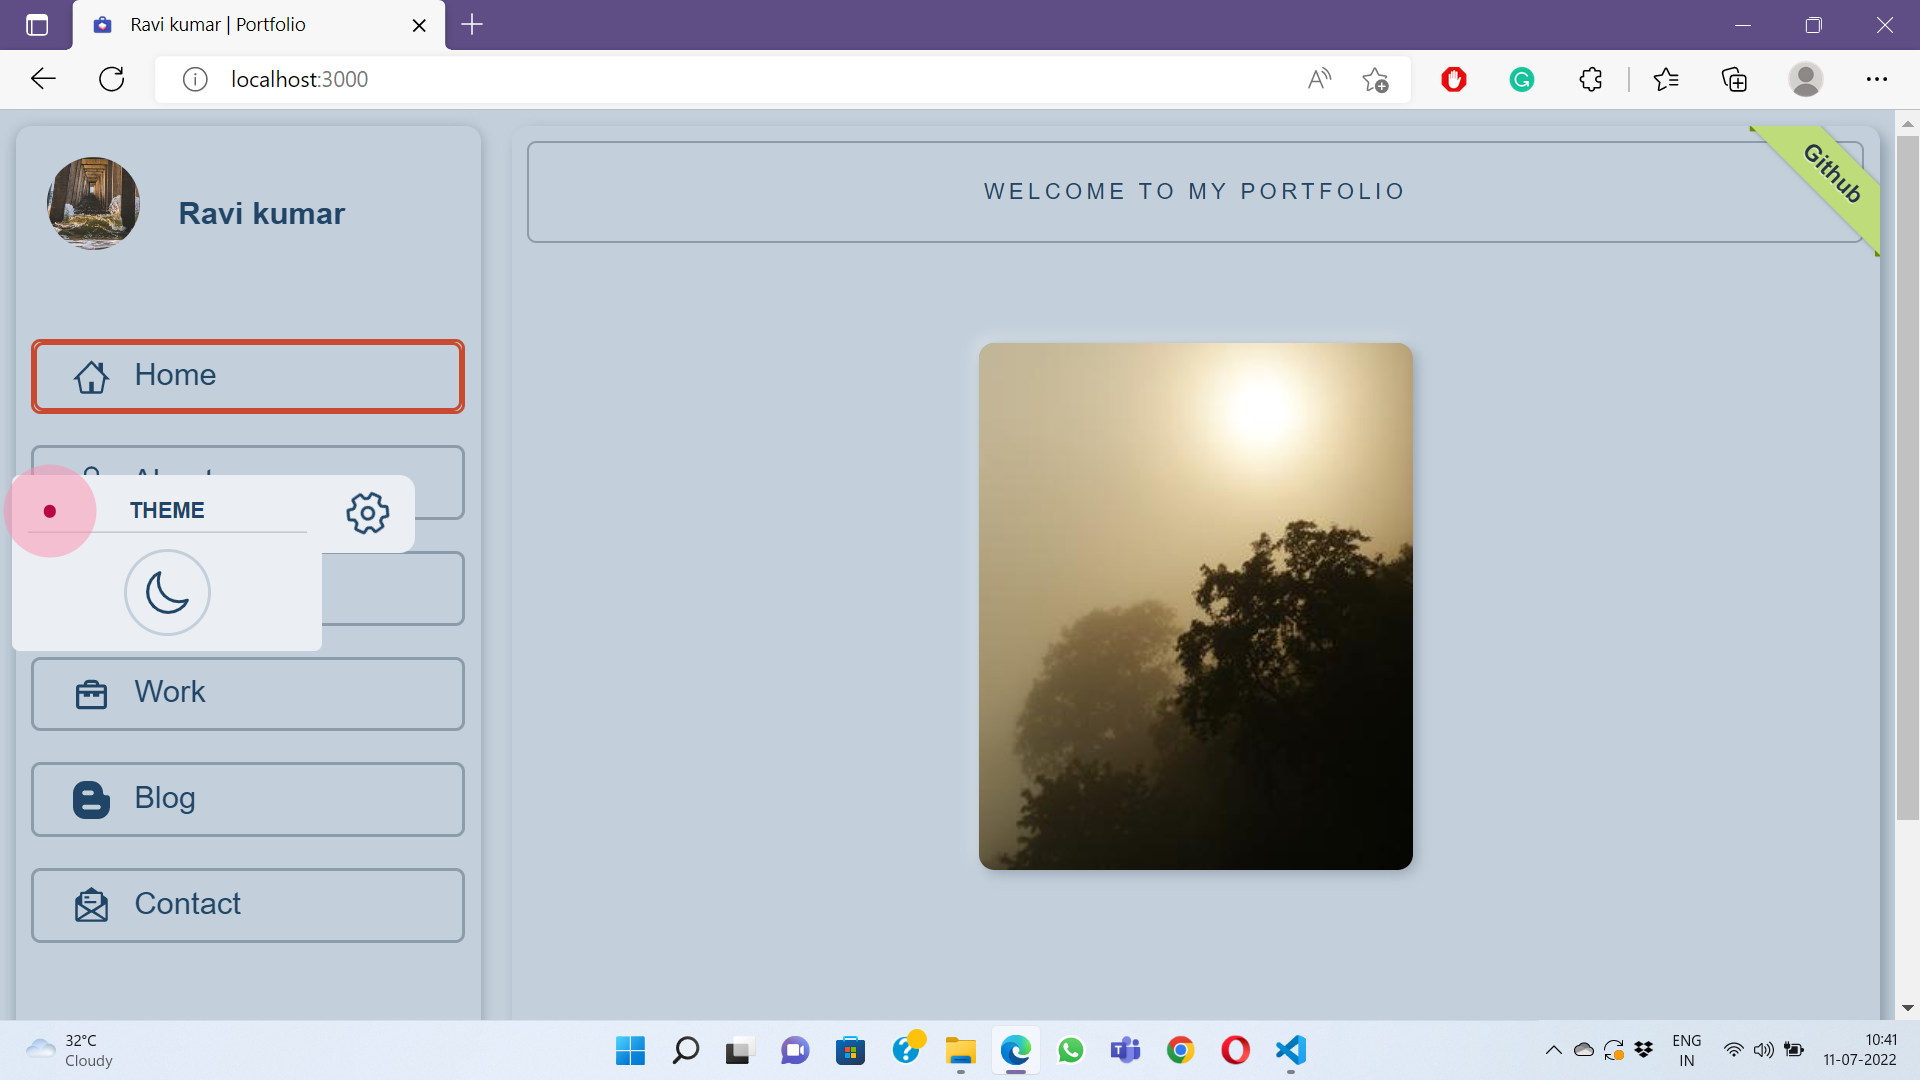 Ravi kumar | Portfolio
localhost:3000
Ravi kumar
WELCOME TO MY PORTFOLIO
Github
Home
THEME
Work
Blog
Contact
32°C
Cloudy
ENG
IN
10:41
11-07-2022